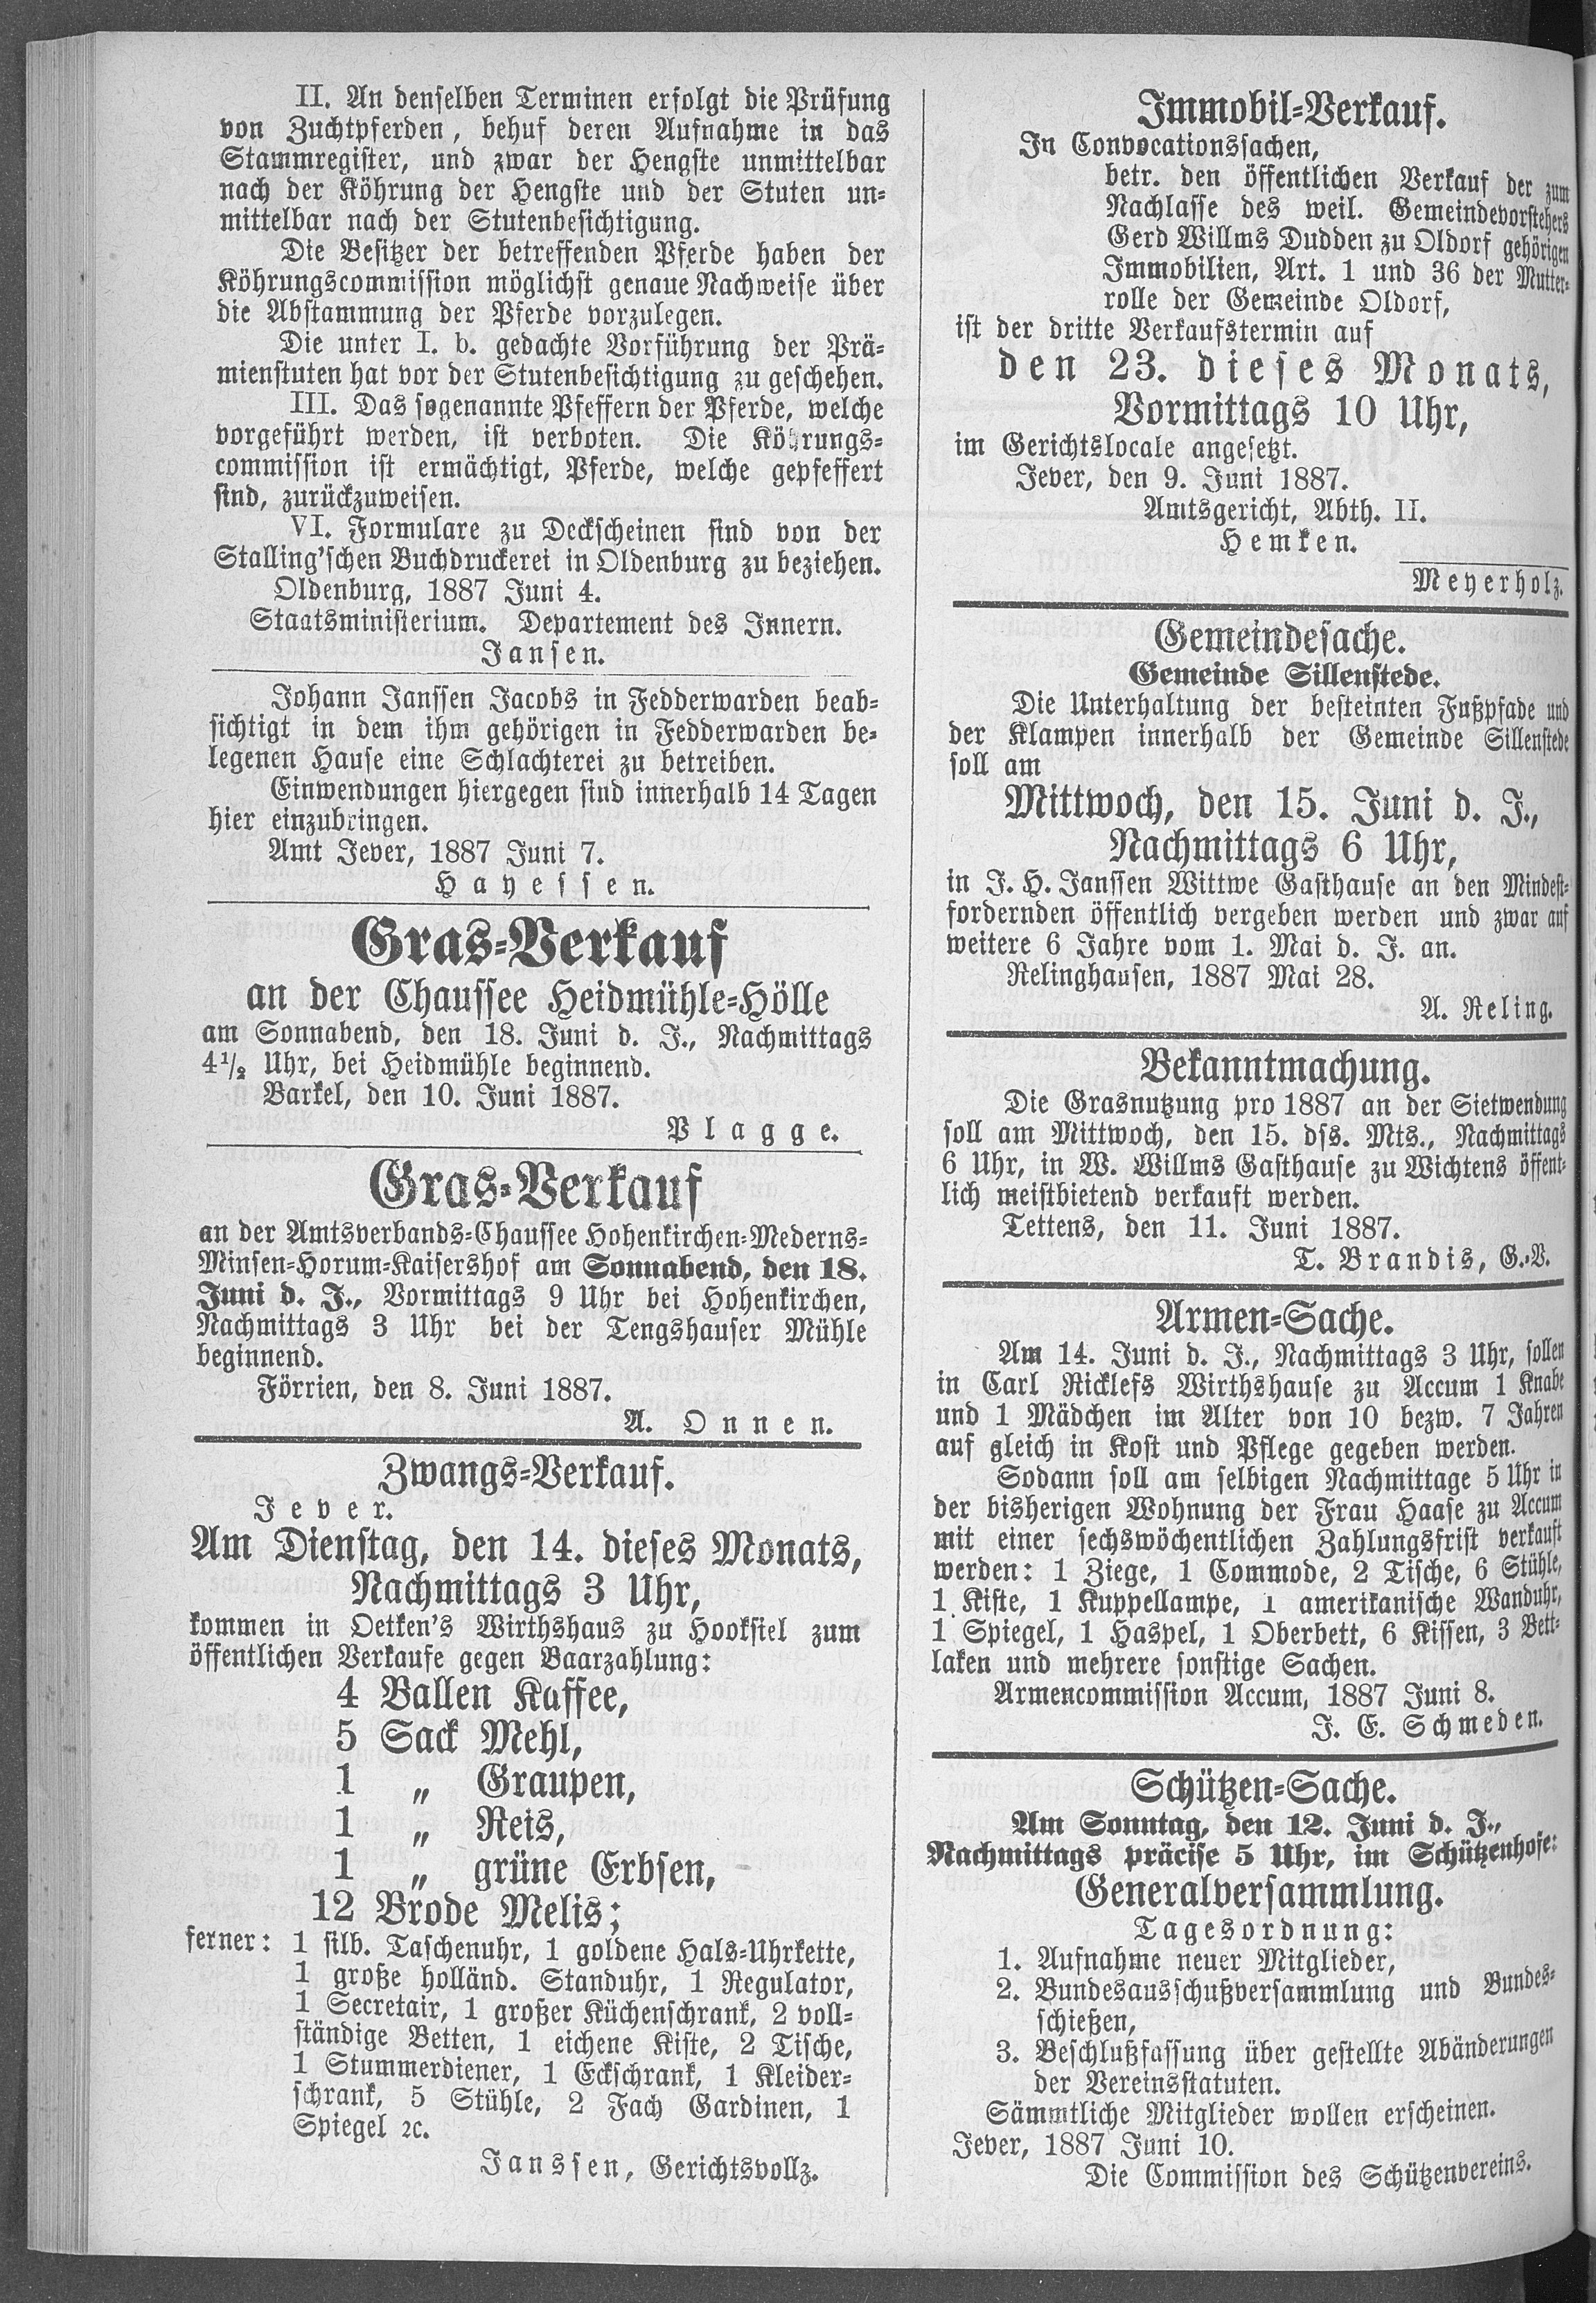 II. An denselben Terminen erfolgt die Prüfung
von Zuchtpferden, behuf deren Aufnahme in das
Stammregister, und zwar der Hengste unmittelbar
nach der Köhrung der Hengste und der Stuten un-
mittelbar nach der Stutenbesichtigung.
Die Besitzer der betreffenden Pferde haben der
Köhrungscommission möglichst genaue Nachweise über
die Abstammung der Pferde vorzulegen.
Die unter I. b. gedachte Vorführung der Prä-
mienstuten hat vor der Stutenbesichtigung zu geschehen.
III. Das sogenannte Pfeffern der Pferde, welche
vorgeführt werden, ist verboten. Die Köhrungs-
commission ist ermächtigt, Pferde, welche gepfeffert
sind, zurückzuweisen.
VI. Formulare zu Deckscheinen sind von der
Stalling'schen Buchdruckerei in Oldenburg zu beziehen.
Oldenburg, 1887 Juni 4.
Staatsministerium. Departement des Innern.
Jansen.
Johann Janssen Jacobs in Fedderwarden beab-
sichtigt in dem ihm gehörigen in Fedderwarden be-
legenen Hause eine Schlachterei zu betreiben.
Einwendungen hiergegen sind innerhalb 14 Tagen
hier einzubringen.
Amt Jever, 1887 Juni 7.
Hayessen.
Gras-Verkauf
an der Chaussee Heidmühle-Hölle
am Sonnabend, den 18. Juni d. J., Nachmittags
4½ Uhr, bei Heidmühle beginnend.
Barkel, den 10. Juni 1887.
Plagge.
Gras-Verkauf
an der Amtsverbands-Chaussee Hohenkirchen-Mederns-
Minsen-Horum-Kaisershof am Sonnabend, den 18.
Juni d. J., Vormittags 9 Uhr bei Hohenkirchen,
Nachmittags 3 Uhr bei der Tengshauser Mühle
beginnend.
Förrien, den 8. Juni 1887.
A. Onnen.
Zwangs-Verkauf.
Jever.
Am Dienstag, den 14. dieses Monats,
Nachmittags 3 Uhr,
kommen in Oetken's Wirthshaus zu Hooksiel zum
öffentlichen Verkaufe gegen Baarzahlung:
4 Ballen Kaffee,
5 Sack Mehl,
1 „ Graupen,
1 „ Reis,
1 „ grüne Erbsen,
12 Brode Melis;
ferner: 1 silb. Taschenuhr, 1 goldene Hals-Uhrkette,
1 große holländ. Standuhr, 1 Regulator,
1 Secretair, 1 großer Küchenschrank, 2 voll-
ständige Betten, 1 eichene Kiste, 2 Tische,
1 Stummerdiener, 1 Eckschrank, 1 Kleider-
schrank, 5 Stühle, 2 Fach Gardinen, 1
Spiegel ꝛc.
Janssen, Gerichtsvollz.
Immobil-Verkauf.
In Convocationssachen,
betr. den öffentlichen Verkauf der zum
Nachlasse des weil. Gemeindevorstehers
Gerd Willms Dudden zu Oldorf gehörigen
Immobilien, Art. 1 und 36 der Mutter-
rolle der Gemeinde Oldorf,
ist der dritte Verkaufstermin auf
den 23. dieses Monats,
Vormittags 10 Uhr,
im Gerichtslocale angesetzt.
Jever, den 9. Juni 1887.
Amtsgericht, Abth. II.
Hemken.
Meyerholz.
Gemeindesache.
Gemeinde Sillenstede.
Die Unterhaltung der besteinten Fußpfade und
der Klampen innerhalb der Gemeinde Sillenstede
soll am
Mittwoch, den 15. Juni d. J.,
Nachmittags 6 Uhr,
in J. H. Janssen Wittwe Gasthause an den Mindest-
fordernden öffentlich vergeben werden und zwar auf
weitere 6 Jahre vom 1. Mai d. J. an.
Relinghausen, 1887 Mai 28.
A. Reling.
Bekanntmachung.
Die Grasnutzung pro 1887 an der Sietwendung
soll am Mittwoch, den 15. dss. Mts., Nachmittags
6 Uhr, in W. Willms Gasthause zu Wichtens öffent-
lich meistbietend verkauft werden.
Tettens, den 11. Juni 1887.
T. Brandis, G.-V.
Armen-Sache.
Am 14. Juni d. J., Nachmittags 3 Uhr, sollen
in Carl Ricklefs Wirthshause zu Accum 1 Knabe
und 1 Mädchen im Alter von 10 bezw. 7 Jahren
auf gleich in Kost und Pflege gegeben werden.
Sodann soll am selbigen Nachmittage 5 Uhr in
der bisherigen Wohnung der Frau Haase zu Accum
mit einer sechswöchentlichen Zahlungsfrist verkauft
werden: 1 Ziege, 1 Commode, 2 Tische, 6 Stühle,
1 Kiste, 1 Kuppellampe, 1 amerikanische Wanduhr,
1 Spiegel, 1 Haspel, 1 Oberbett, 6 Kissen, 3 Bett-
laken und mehrere sonstige Sachen.
Armencommission Accum, 1887 Juni 8.
J. E. Schmeden.
Schützen-Sache.
Am Sonntag, den 12. Juni d. J.,
Nachmittags präcise 5 Uhr, im Schützenhofe:
Generalversammlung.
Tagesordnung:
1. Aufnahme neuer Mitglieder,
2. Bundesausschußversammlung und Bundes-
schießen,
3. Beschlußfassung über gestellte Abänderungen
der Vereinsstatuten.
Sämmtliche Mitglieder wollen erscheinen.
Jever, 1887 Juni 10.
Die Commission des Schützenvereins.